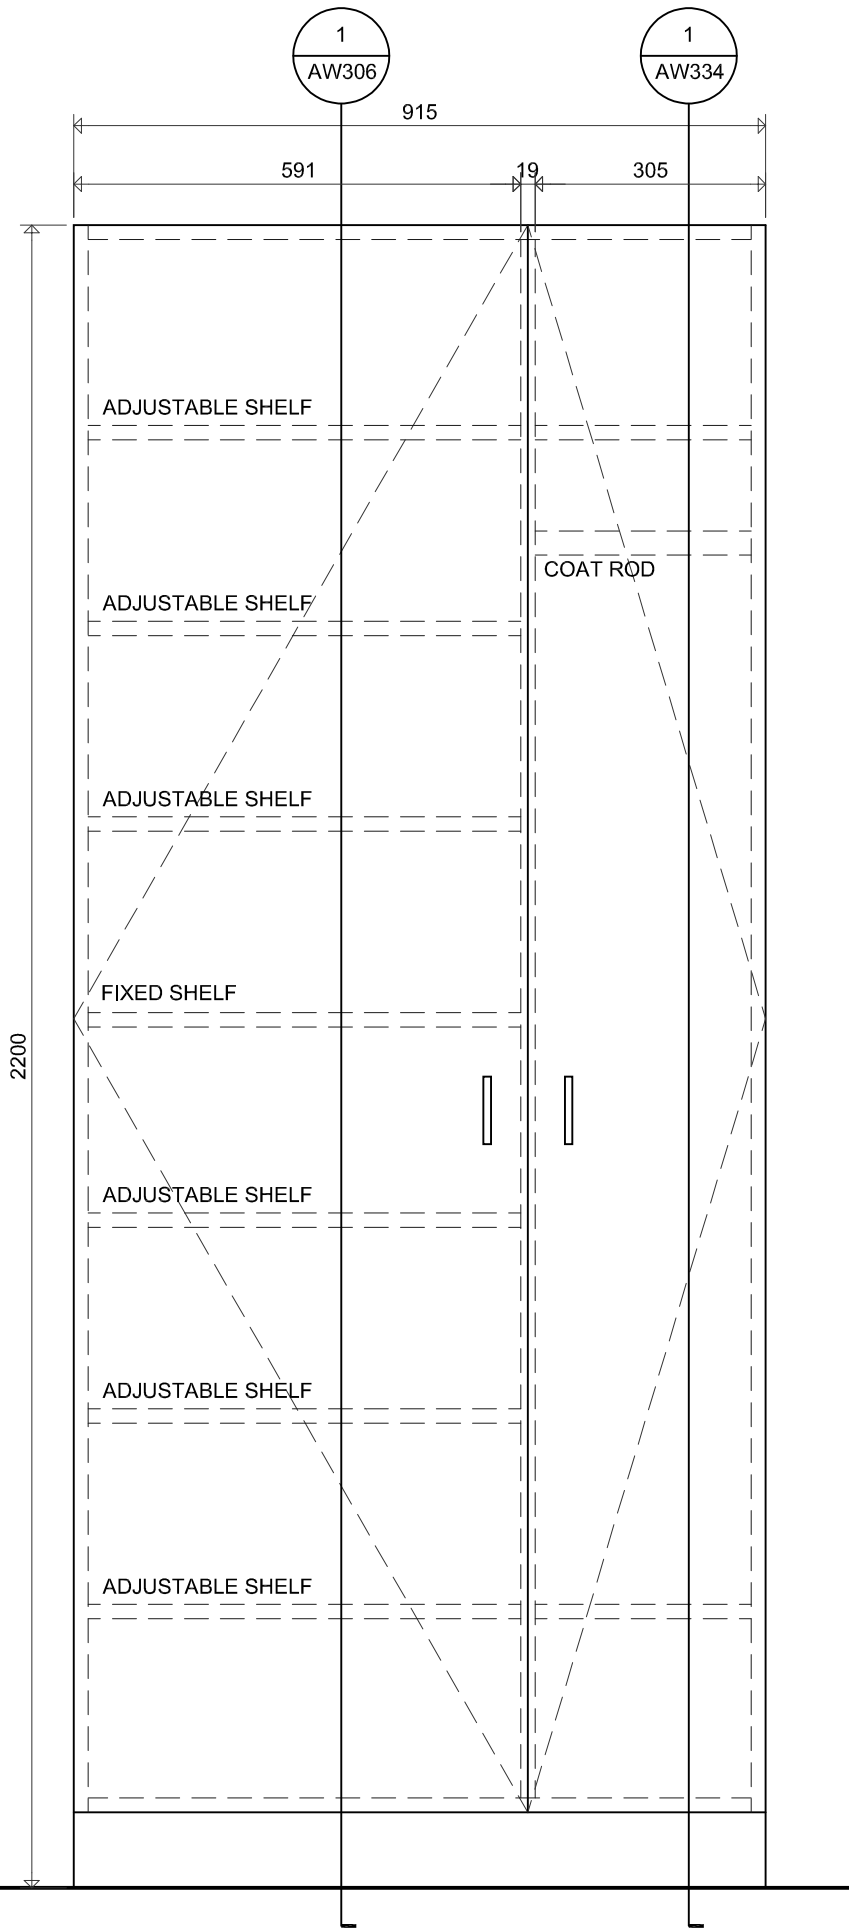 1
AW306
1
AW334
915
591
19
305
ADJUSTABLE SHELF
COAT ROD
ADJUSTABLE SHELF
ADJUSTABLE SHELF
FIXED SHELF
2200
ADJUSTABLE SHELF
ADJUSTABLE SHELF
ADJUSTABLE SHELF